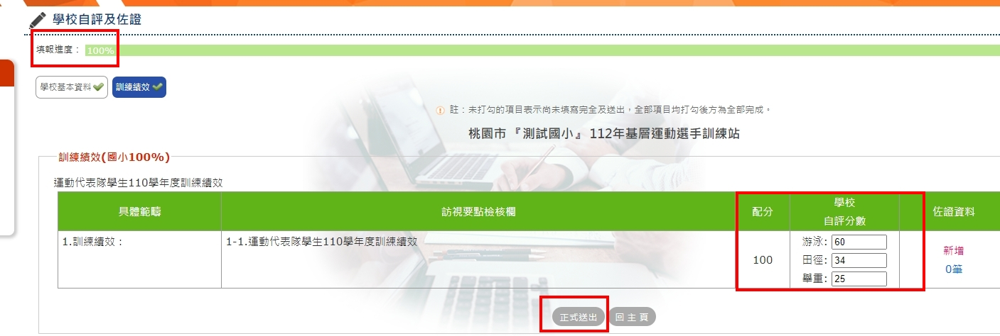 學校自評及佐證
填報進度： 100%
學校基本資料 訓練績效
註：未打勾的項目表示尚未填寫完全及送出，全部項目均打勾後方為全部完成。
桃園市『測試國小』112年基層運動選手訓練站
訓練績效(國小100%)
運動代表隊學生110學年度訓練績效
具體範疇 訪視要點檢核欄 配分 學校 自評分數 佐證資料
1.訓練績效： 1-1.運動代表隊學生110學年度訓練績效 100
游泳: 60
田徑: 34
舉重: 25
新增
0筆
正式送出 回主頁